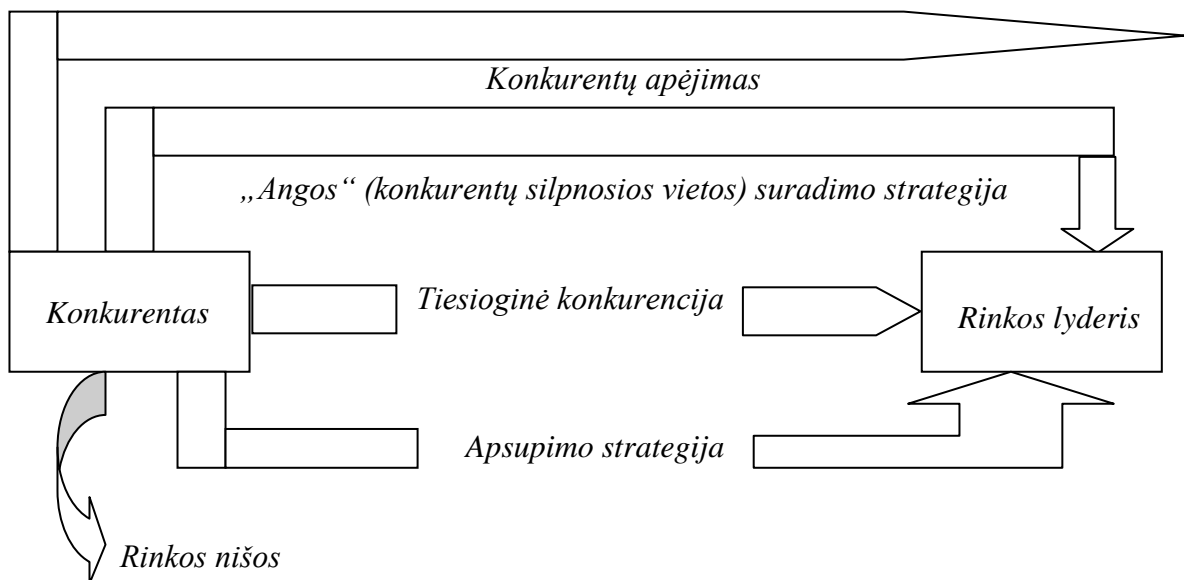 Konkurentų apėjimas
„Angos“ (konkurentų silpnosios vietos) suradimo strategija
Konkurentas
Tiesioginė konkurencija
Rinkos lyderis
Apsupimo strategija
Rinkos nišos